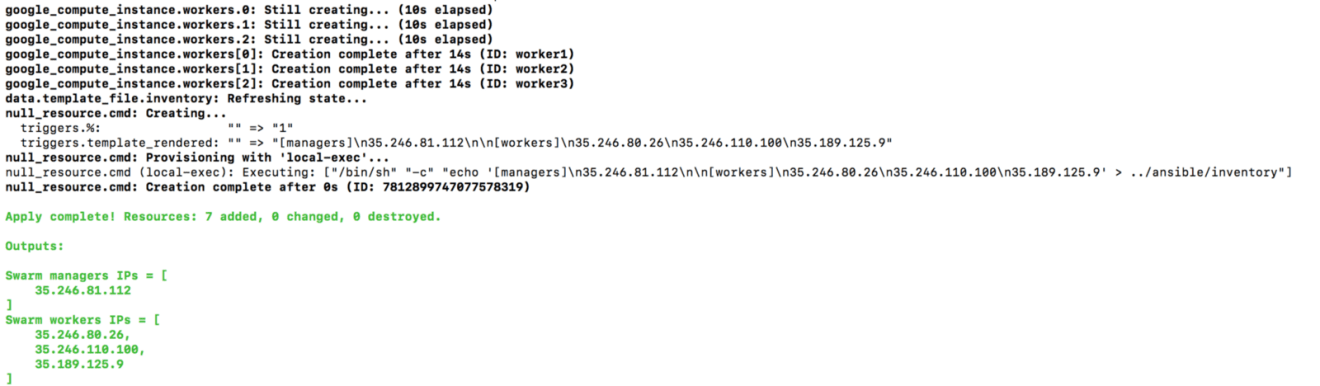 google_compute_instance.workers.0: Still creating... (10s elapsed)
google_compute_instance.workers.1: Still creating... (10s elapsed)
google_compute_instance.workers.2: Still creating... (10s elapsed)
google_compute_instance.workers[0]: Creation complete after 14s (ID: worker1)
google_compute_instance.workers[1]: Creation complete after 14s (ID: worker2)
google_compute_instance.workers[2]: Creation complete after 14s (ID: worker3)
data.template_file.inventory: Refreshing state...
null_resource.cmd: Creating...
  triggers.%:                 "" => "1"
  triggers.template_rendered: "" => "[managers]\n35.246.81.112\n\n[workers]\n35.246.80.26\n35.246.110.100\n35.189.125.9"
null_resource.cmd: Provisioning with 'local-exec'...
null_resource.cmd (local-exec): Executing: ["/bin/sh" "-c" "echo '[managers]\n35.246.81.112\n\n[workers]\n35.246.80.26\n35.246.110.100\n35.189.125.9' > ../ansible/inventory"]
null_resource.cmd: Creation complete after 0s (ID: 7812899747077578319)
Apply complete! Resources: 7 added, 0 changed, 0 destroyed.
Outputs:
Swarm managers IPs = [
    35.246.81.112
]
Swarm workers IPs = [
    35.246.80.26,
    35.246.110.100,
    35.189.125.9
]